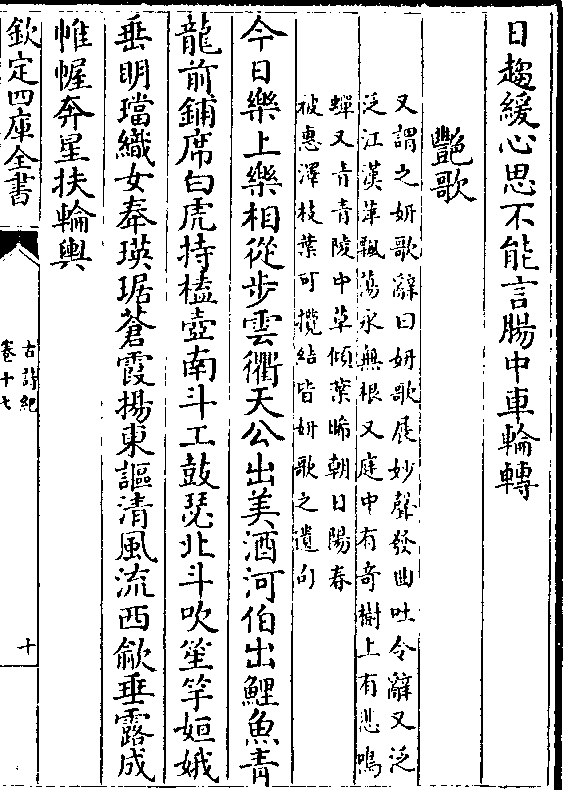 日趨緩心思不能言腸中車輪轉
豔歌
又謂之妍歌辭曰妍歌展妙聲發曲吐令辭又泛
泛江漢萍飄蕩永無根又庭中有奇樹上有悲鳴
蟬又青青陵中草傾葉晞朝日陽春
被惠澤枝葉可攬結皆妍歌之遺句
今日樂上樂相從步雲衢天公出美酒河伯出鯉魚青
龍前鋪席白虎持榼壺南斗工鼓瑟北斗吹笙竽姮娥
垂明璫織女奉瑛琚蒼霞揚東謳清風流西歈垂露成
帷幄奔星扶輪輿
欽定四庫全書
古詩紀
卷十七
十